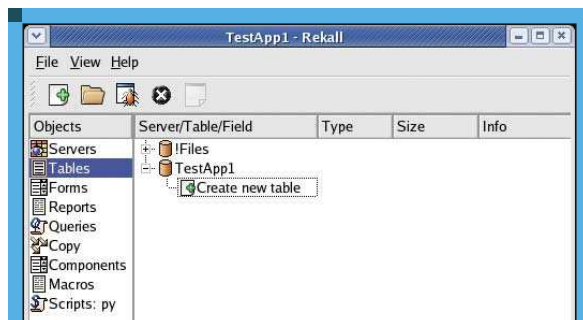 TestApp1 - Rekall
File View Help
Objects Server/Table/Field Type Size Info
Servers !Files
Tables TestApp1
Forms Create new table
Reports
Queries
Copy
Components
Macros
Scripts: py